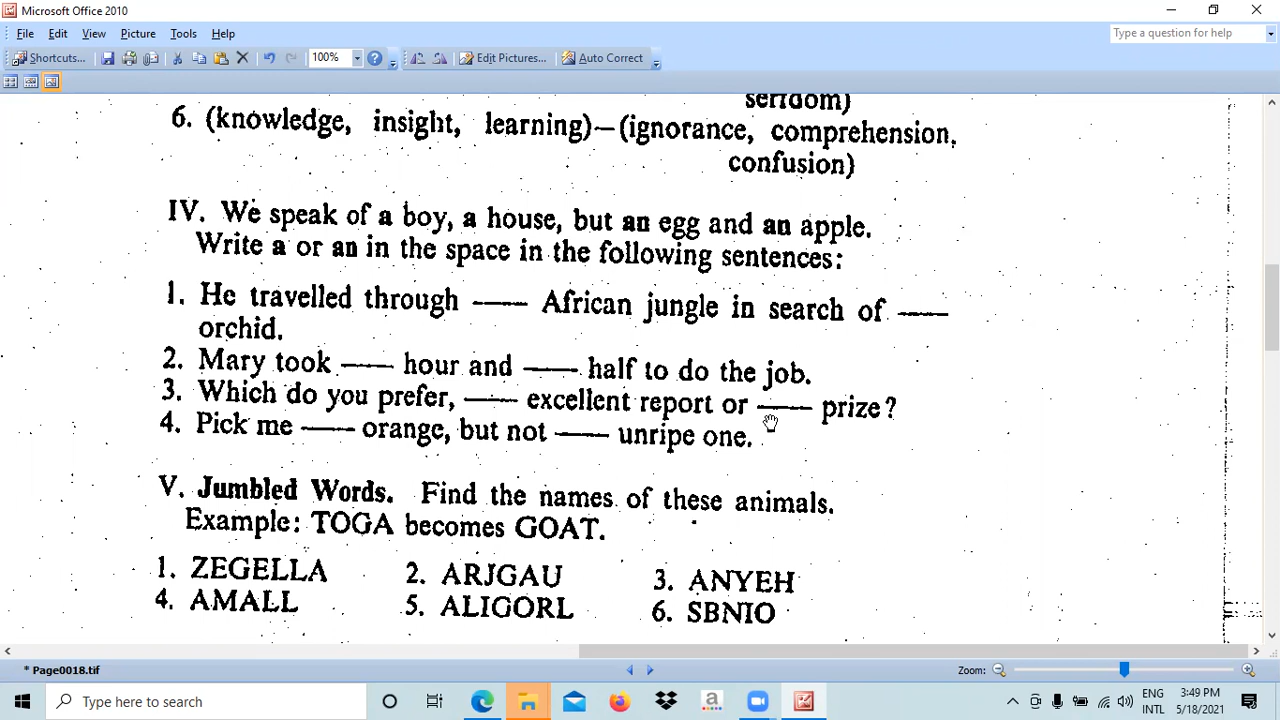 Microsoft Office 2010
File Edit View Picture Tools Help
Type a question for help
Shortcuts... 100% Edit Pictures... Auto Correct
serfdom)
6. (knowledge, insight, learning)—(ignorance, comprehension,
confusion)
IV. We speak of a boy, a house, but an egg and an apple.
Write a or an in the space in the following sentences:
1. He travelled through —— African jungle in search of ——
orchid.
2. Mary took —— hour and —— half to do the job.
3. Which do you prefer, —— excellent report or —— prize?
4. Pick me —— orange, but not —— unripe one.
V. Jumbled Words. Find the names of these animals.
Example: TOGA becomes GOAT.
1. ZEGELLA 2. ARJGAU 3. ANYEH
4. AMALL 5. ALIGORL 6. SBNIO
* Page0018.tif
Zoom:
Type here to search
ENG
INTL
3:49 PM
5/18/2021